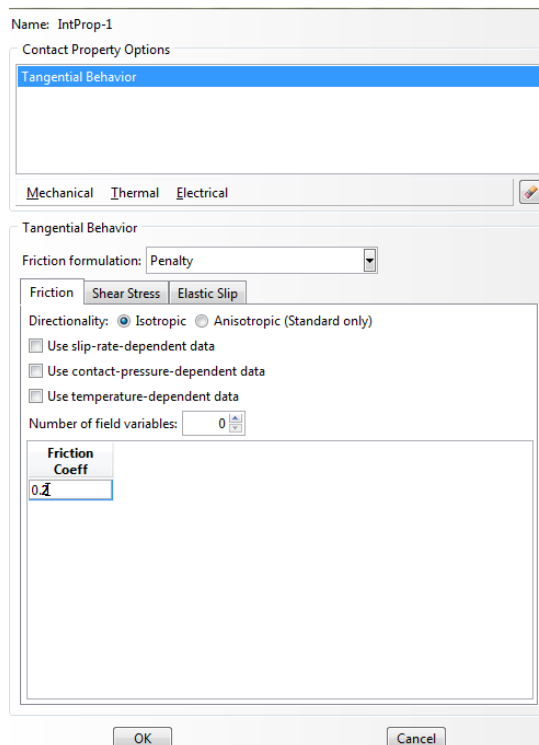 Name: IntProp-1
Contact Property Options
Tangential Behavior
Mechanical Thermal Electrical
Tangential Behavior
Friction formulation: Penalty
Friction Shear Stress Elastic Slip
Directionality: Isotropic Anisotropic (Standard only)
Use slip-rate-dependent data
Use contact-pressure-dependent data
Use temperature-dependent data
Number of field variables: 0
Friction
Coeff
0.2
OK Cancel